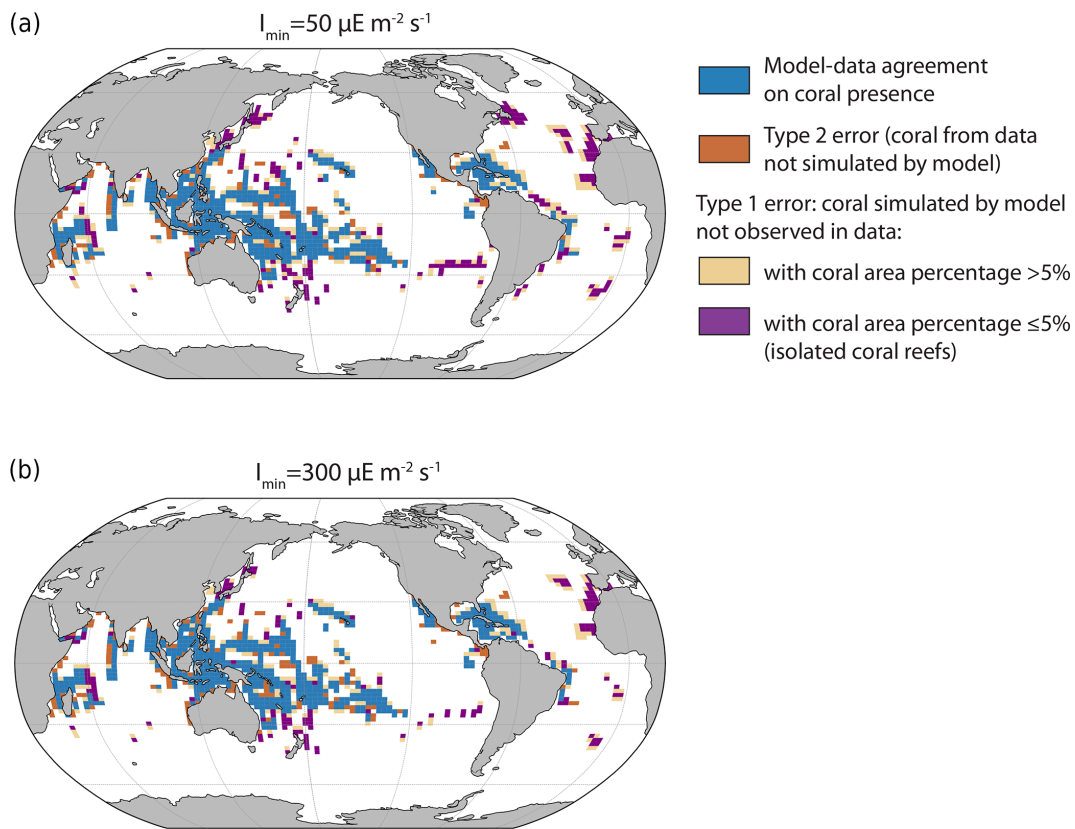 (a)
I_min=50 µE m⁻² s⁻¹
Model-data agreement
on coral presence
Type 2 error (coral from data
not simulated by model)
Type 1 error: coral simulated by model
not observed in data:
with coral area percentage >5%
with coral area percentage ≤5%
(isolated coral reefs)
(b)
I_min=300 µE m⁻² s⁻¹